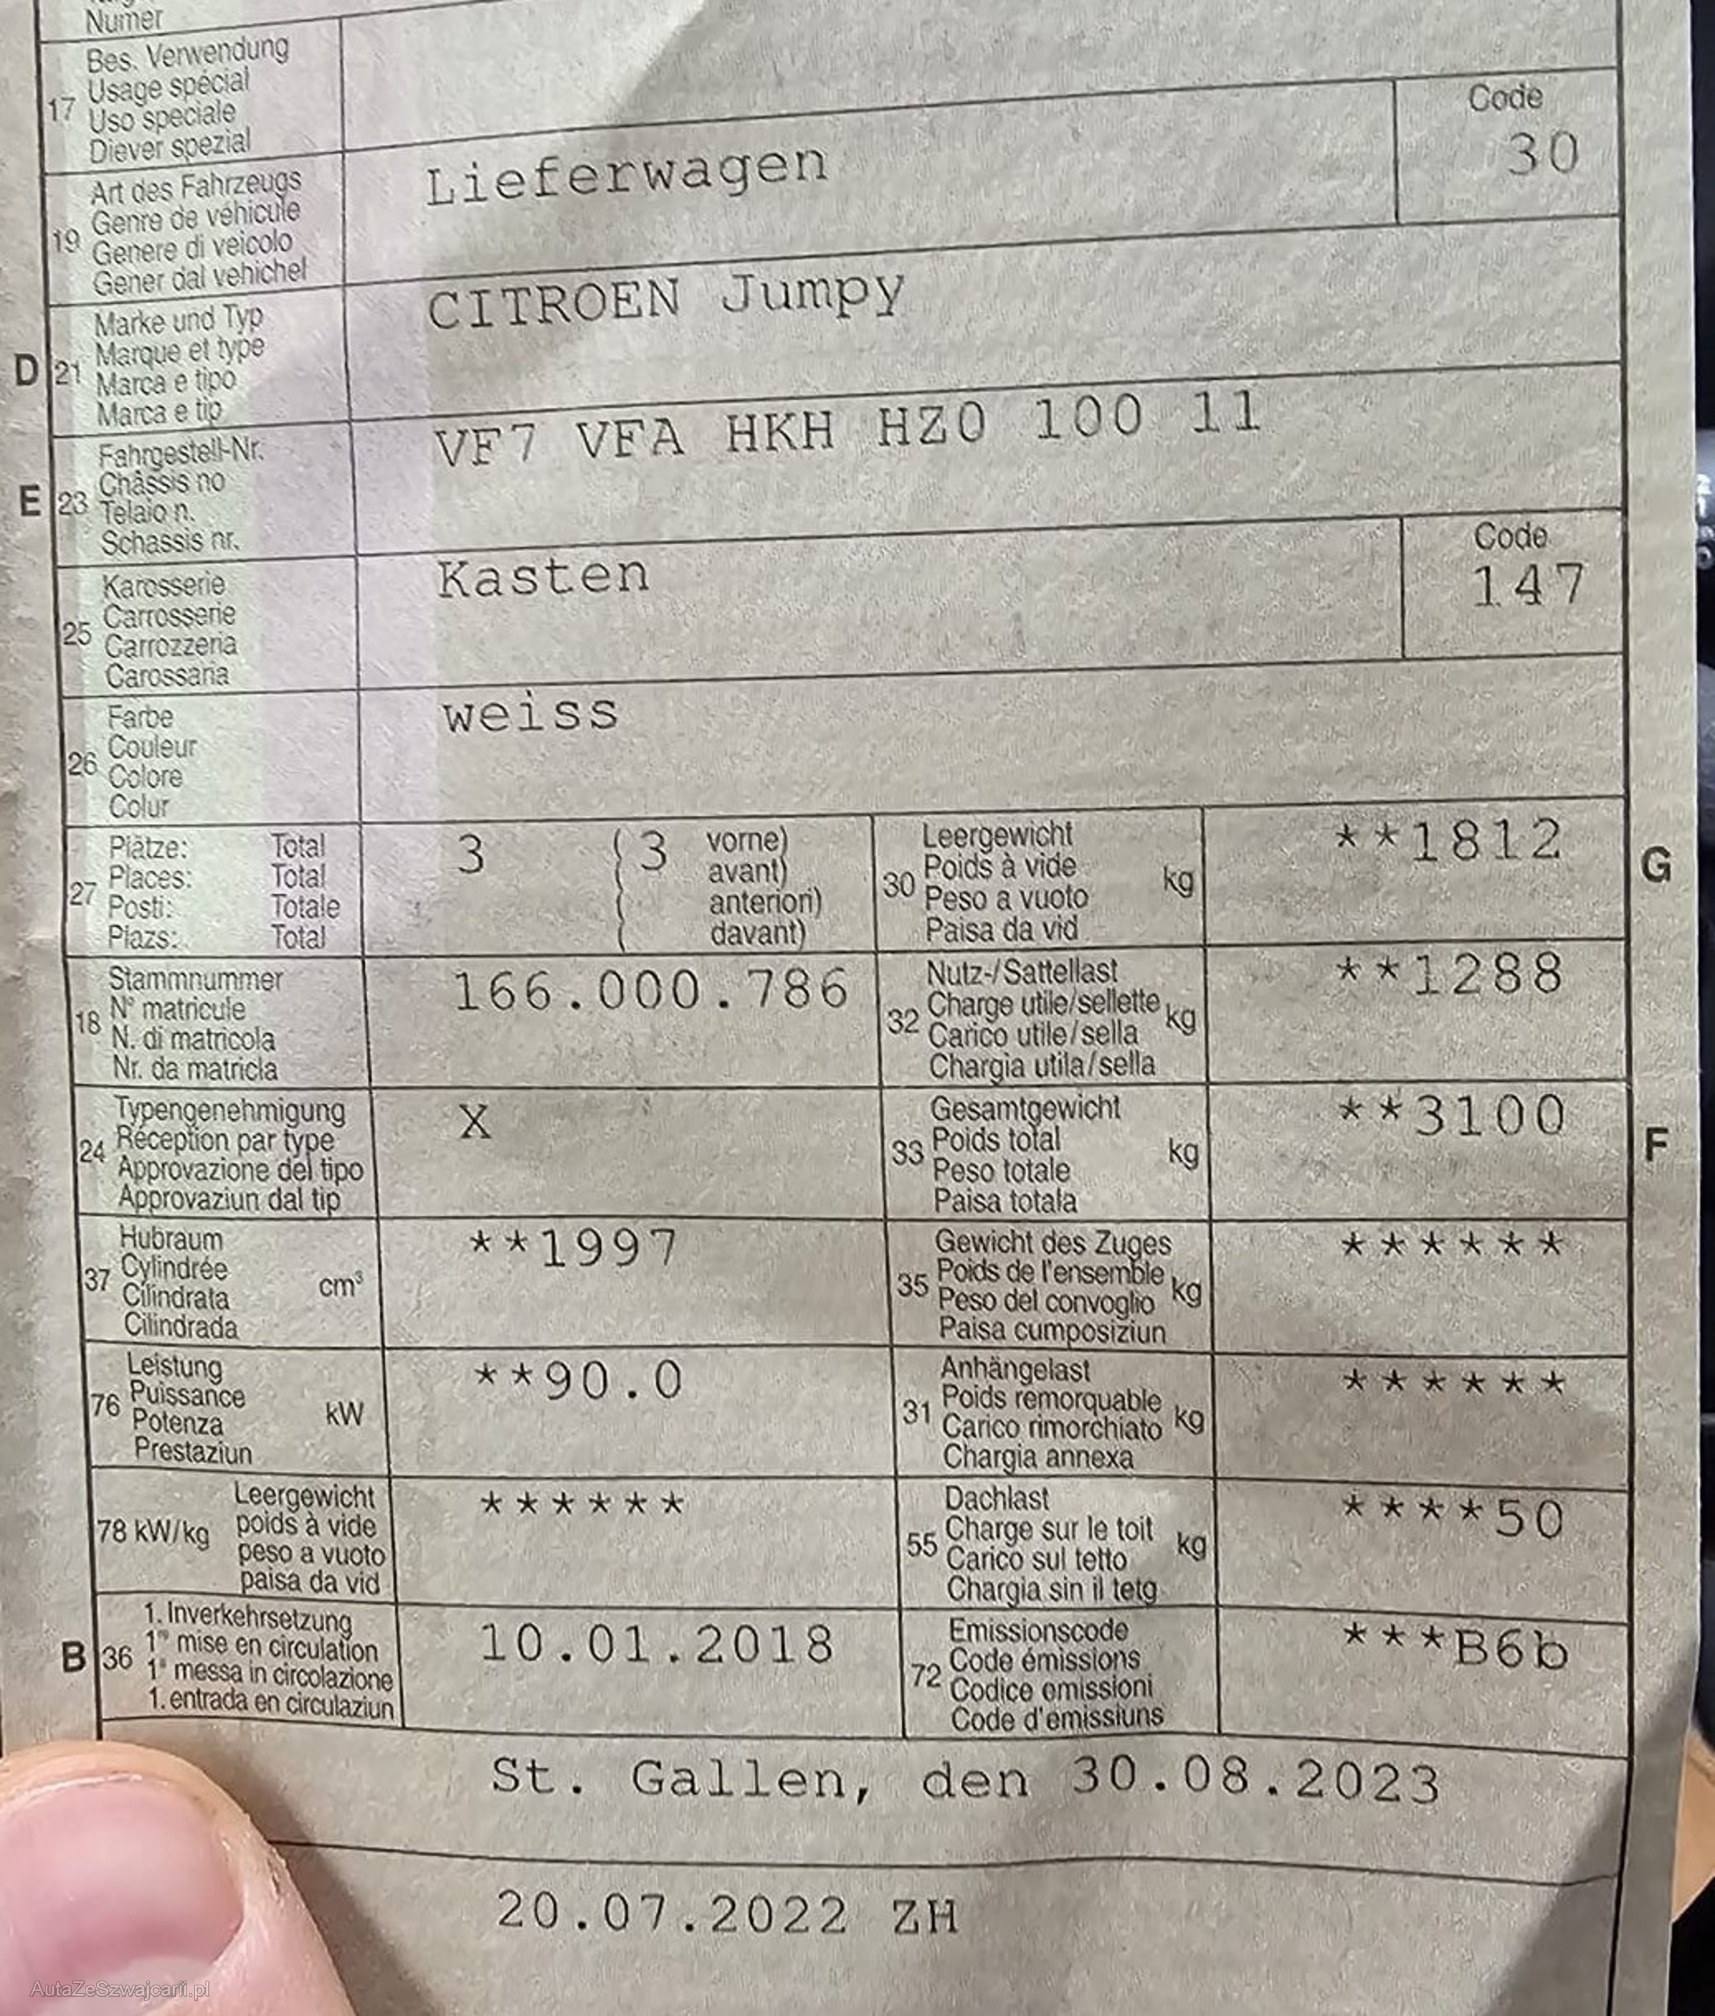 Numer
17 Bes. Verwendung
Usage spécial
Uso speciale
Diever spezial
19 Art des Fahrzeugs
Genre de véhicule
Genere di veicolo
Gener dal vehichel
Lieferwagen
Code
30
D 21 Marke und Typ
Marque et type
Marca e tipo
Marca e tip
CITROEN Jumpy
E 23 Fahrgestell-Nr.
Châssis no
Telaio n.
Schassis nr.
VF7 VFA HKH HZ0 100 11
25 Karosserie
Carrosserie
Carrozzeria
Carossaria
Kasten
Code
147
26 Farbe
Couleur
Colore
Colur
weiss
27 Plätze: Total
Places: Total
Posti: Totale
Plazs: Total
3 (3 vorne)
( avant)
( anteriori)
( davant)
30 Leergewicht
Poids à vide
Peso a vuoto
Paisa da vid
kg
**1812
G
18 Stammnummer
N° matricule
N. di matricola
Nr. da matricla
166.000.786
32 Nutz-/Sattellast
Charge utile/sellette
Carico utile/sella
Chargia utila/sella
kg
**1288
24 Typengenehmigung
Réception par type
Approvazione del tipo
Approvaziun dal tip
X
33 Gesamtgewicht
Poids total
Peso totale
Paisa totala
kg
**3100
F
37 Hubraum
Cylindrée
Cilindrata
Cilindrada
cm³
**1997
35 Gewicht des Zuges
Poids de l'ensemble
Peso del convoglio
Paisa cumposiziun
kg
******
76 Leistung
Puissance
Potenza
Prestaziun
kW
**90.0
31 Anhängelast
Poids remorquable
Carico rimorchiato
Chargia annexa
kg
******
78 kW/kg
Leergewicht
poids à vide
peso a vuoto
paisa da vid
******
55 Dachlast
Charge sur le toit
Carico sul tetto
Chargia sin il tetg
kg
****50
B 36 1. Inverkehrsetzung
1re mise en circulation
1a messa in circolazione
1. entrada en circulaziun
10.01.2018
72 Emissionscode
Code émissions
Codice emissioni
Code d'emissiuns
***B6b
St. Gallen, den 30.08.2023
20.07.2022 ZH
AutaZeSzwajcarii.pl